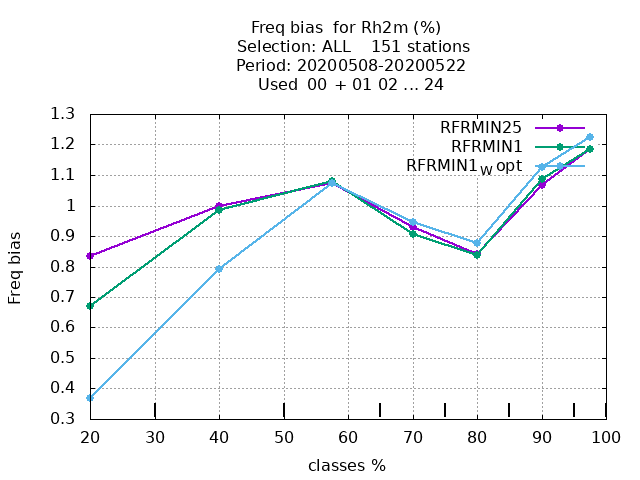 Freq bias for Rh2m (%)
Selection: ALL 151 stations
Period: 20200508-20200522
Used 00 + 01 02 ... 24
RFRMIN25
RFRMIN1
RFRMIN1W opt
1.3
1.2
1.1
1
0.9
0.8
0.7
0.6
0.5
0.4
0.3
Freq bias
20 30 40 50 60 70 80 90 100
classes %